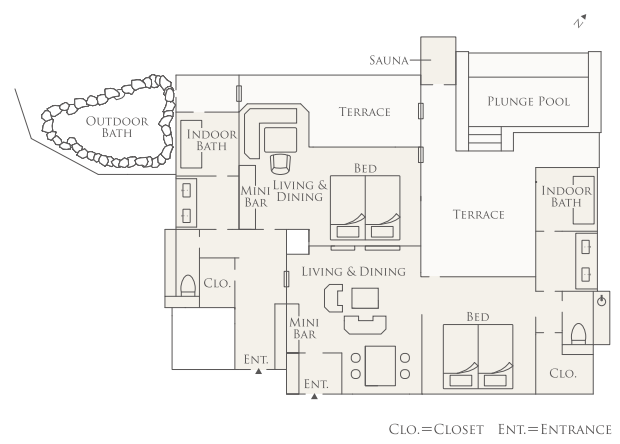 N
SAUNA
OUTDOOR
BATH
INDOOR
BATH
TERRACE
PLUNGE POOL
BED
MINI
BAR
LIVING &
DINING
TERRACE
INDOOR
BATH
CLO.
LIVING & DINING
MINI
BAR
BED
ENT.
ENT.
CLO.
CLO.=CLOSET ENT.=ENTRANCE